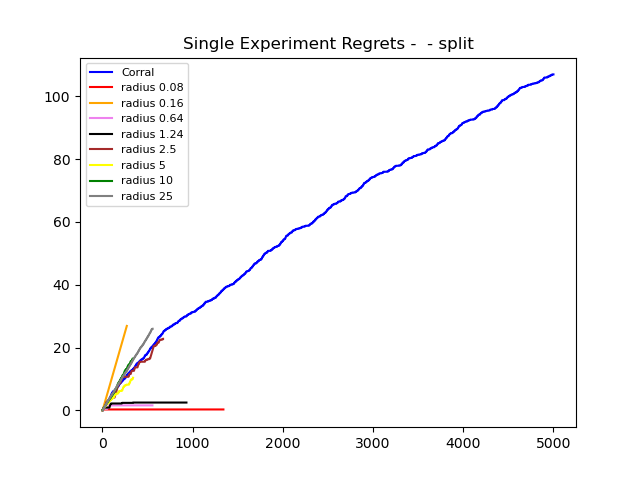 Single Experiment Regrets -  - split
Corral
radius 0.08
radius 0.16
radius 0.64
radius 1.24
radius 2.5
radius 5
radius 10
radius 25
100
80
60
40
20
0
0 1000 2000 3000 4000 5000